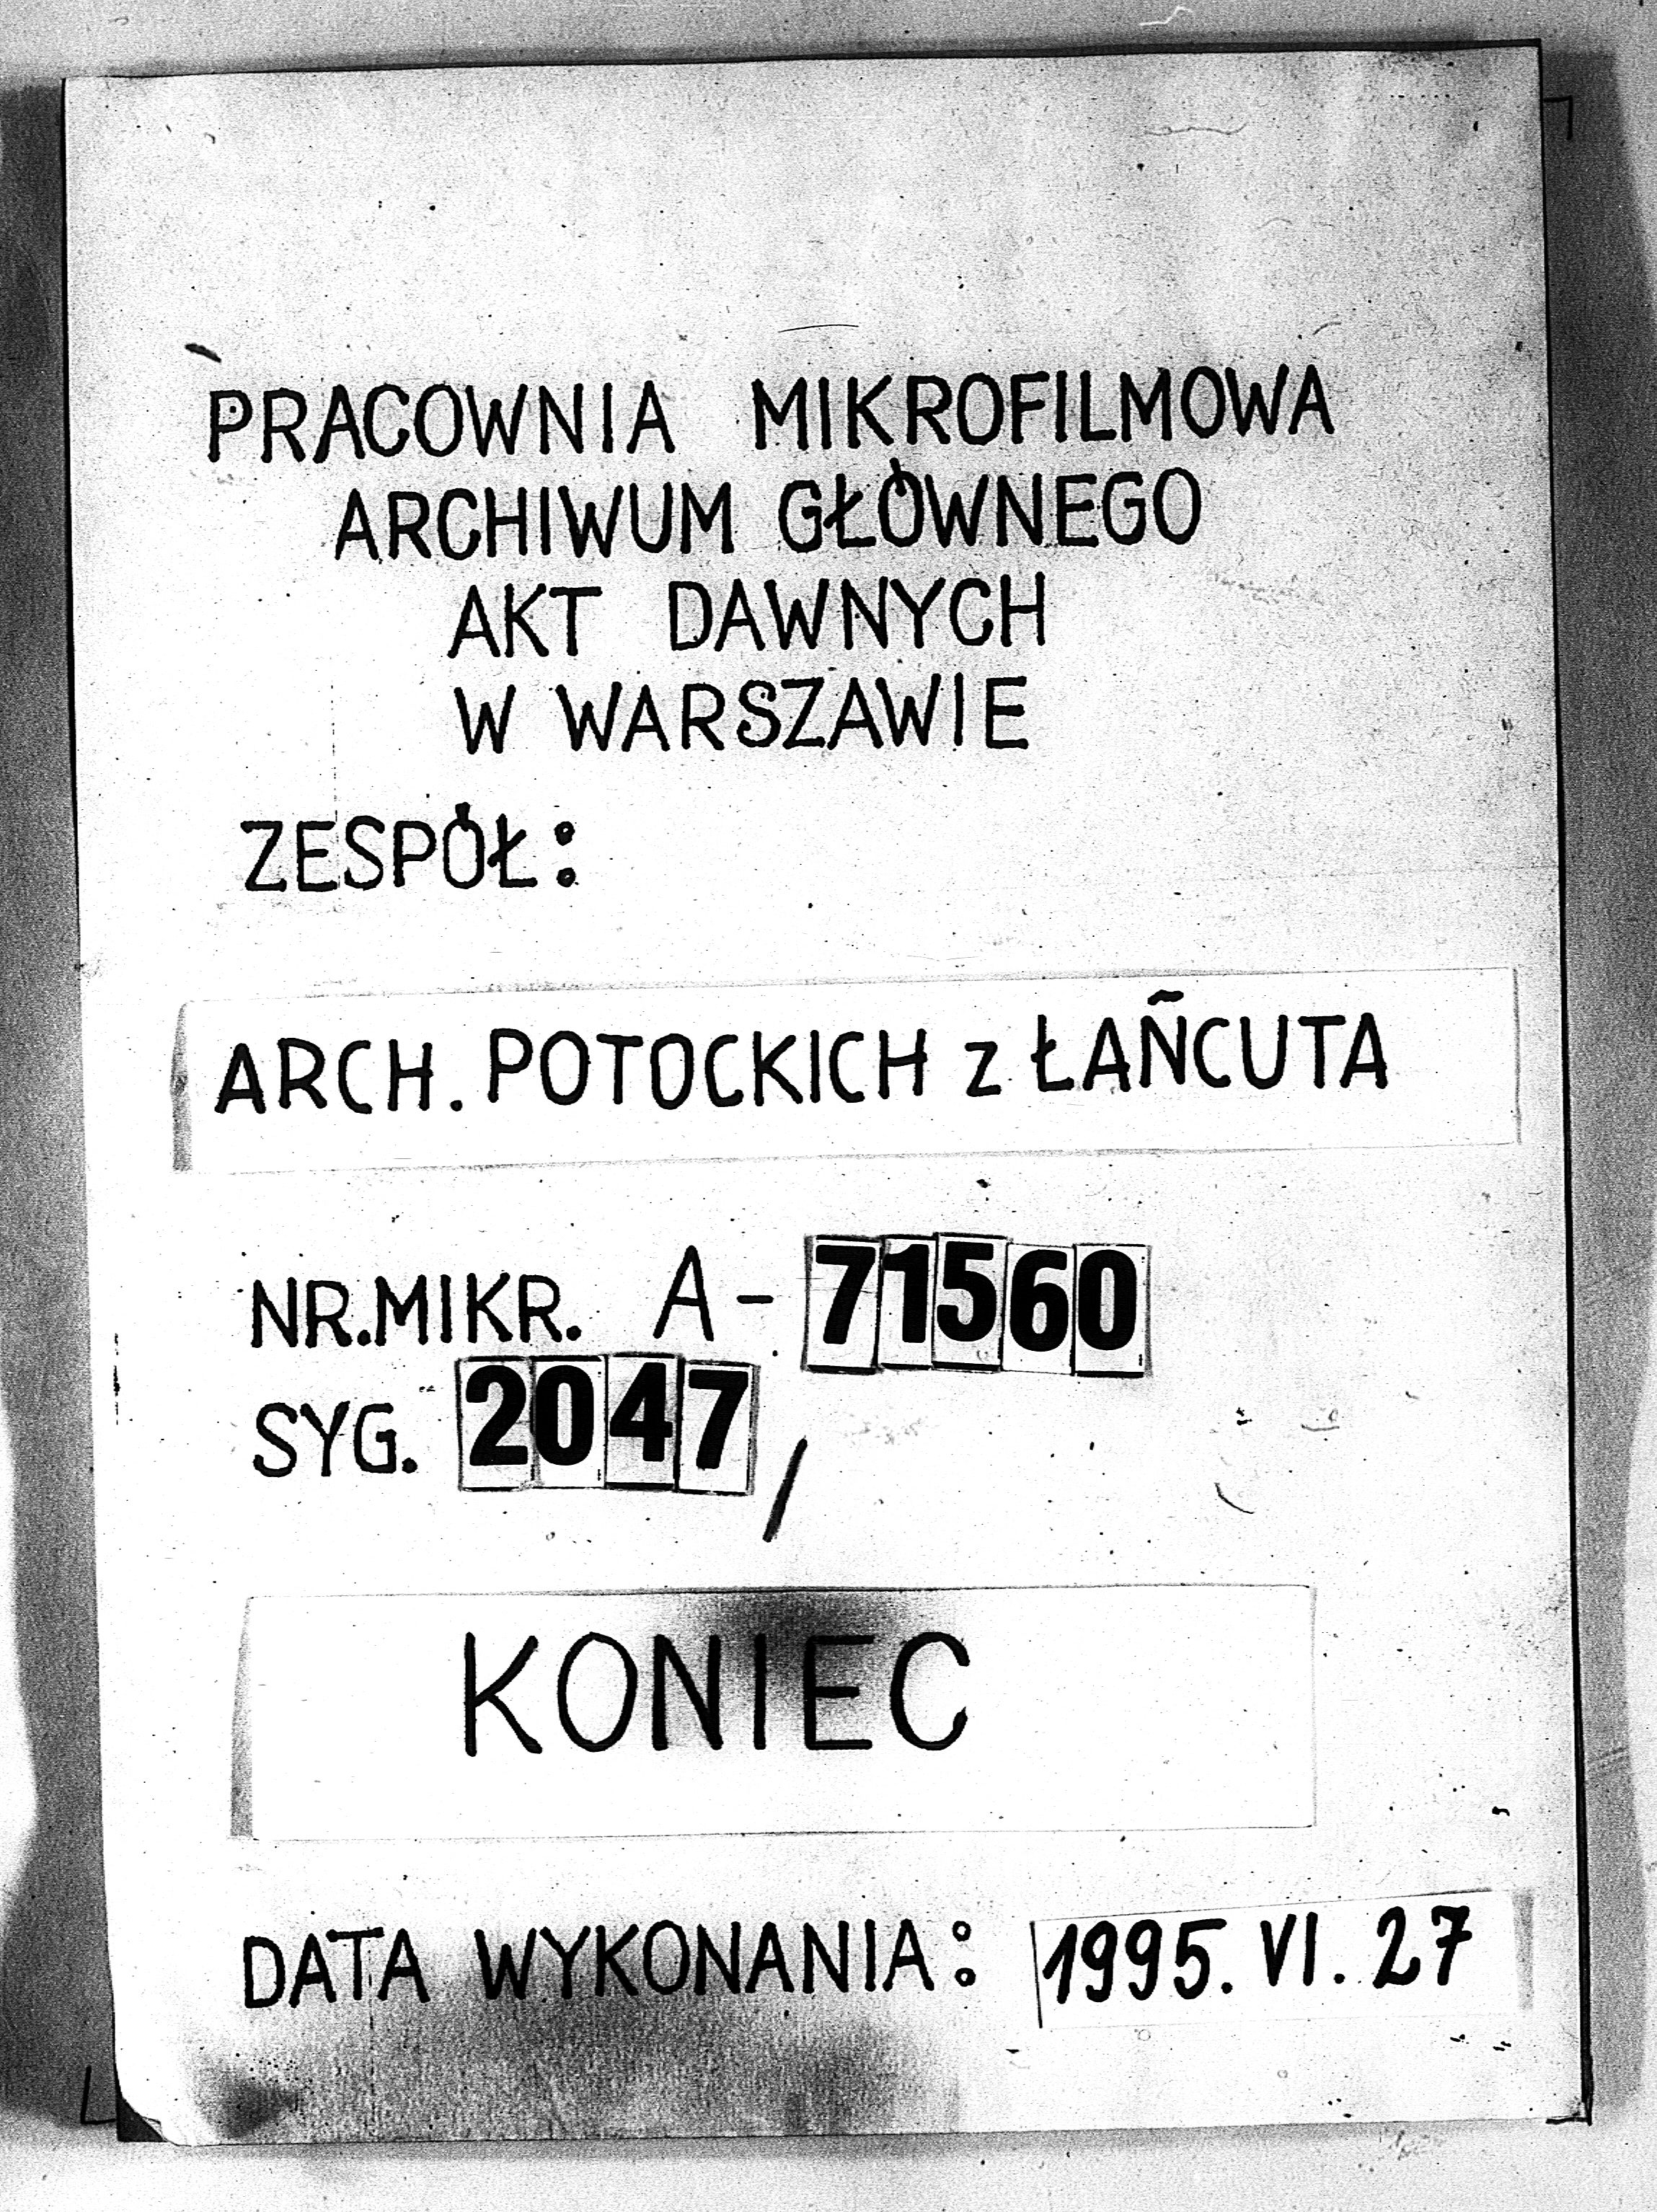 PRACOWNIA MIKROFILMOWA
ARCHIWUM GŁÓWNEGO
AKT DAWNYCH
W WARSZAWIE
ZESPÓŁ:
ARCH. POTOCKICH z ŁAŃCUTA
NR.MIKR. A-71560
SYG. 2047/
KONIEC
DATA WYKONANIA: 1995. VI. 27